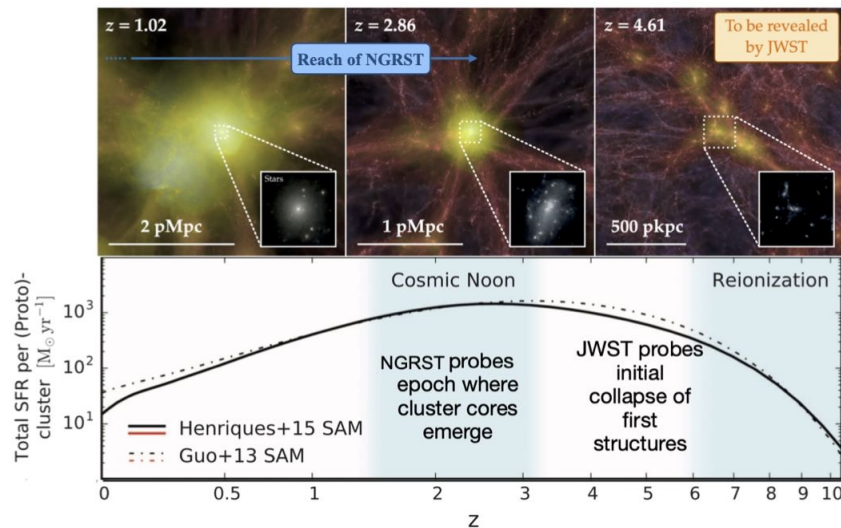 z = 1.02
z = 2.86
z = 4.61
To be revealed
by JWST
Reach of NGRST
Stars
2 pMpc
1 pMpc
500 pkpc
Total SFR per (Proto)-
cluster [M⊙ yr⁻¹]
10³
10²
10¹
Cosmic Noon
Reionization
NGRST probes
epoch where
cluster cores
emerge
JWST probes
initial
collapse of
first
structures
Henriques+15 SAM
Guo+13 SAM
0 0.5 1 2 3 4 5 6 7 8 9 10
z